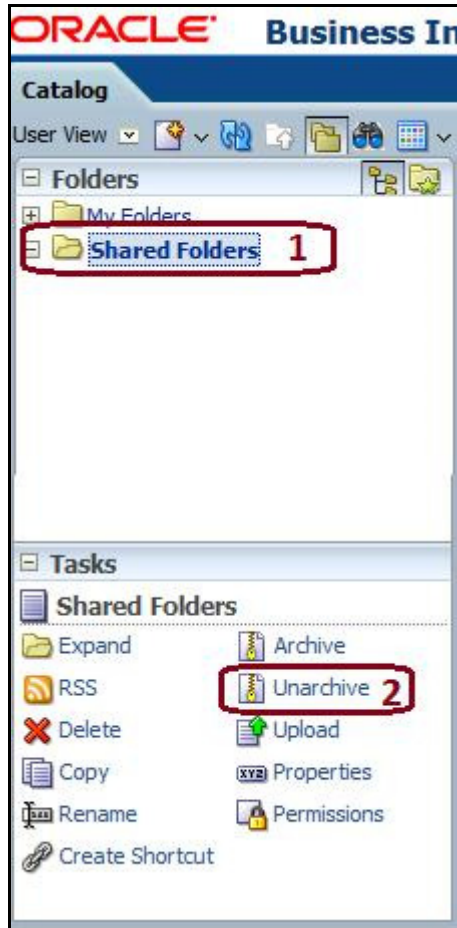 ORACLE Business In
Catalog
User View
Folders
My Folders
Shared Folders 1
Tasks
Shared Folders
Expand Archive
RSS Unarchive 2
Delete Upload
Copy Properties
Rename Permissions
Create Shortcut